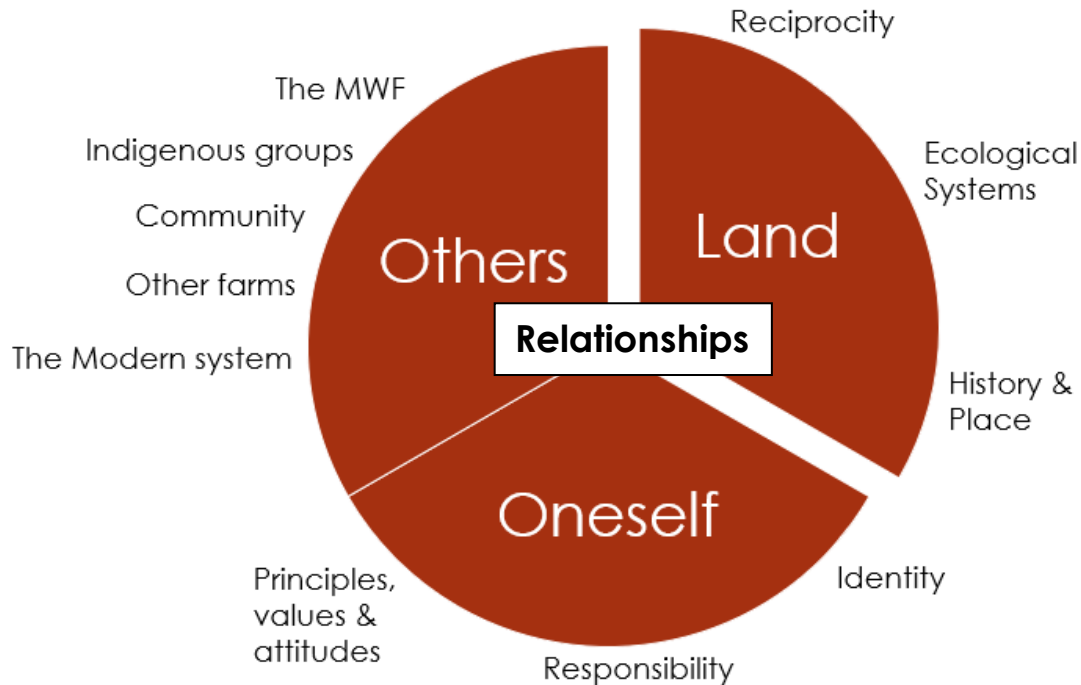 Reciprocity
The MWF
Indigenous groups
Ecological
Systems
Community
Land
Others
Other farms
Relationships
The Modern system
History &
Place
Oneself
Principles,
values &
attitudes
Identity
Responsibility